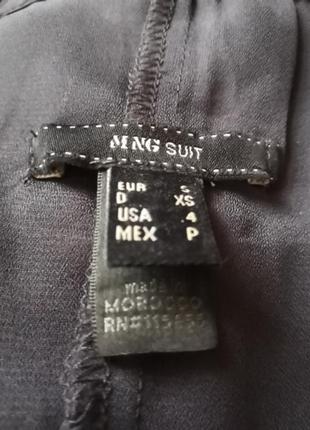 MNG SUIT
EUR S
D XS
USA 4
MEX P
made in
MOROCCO